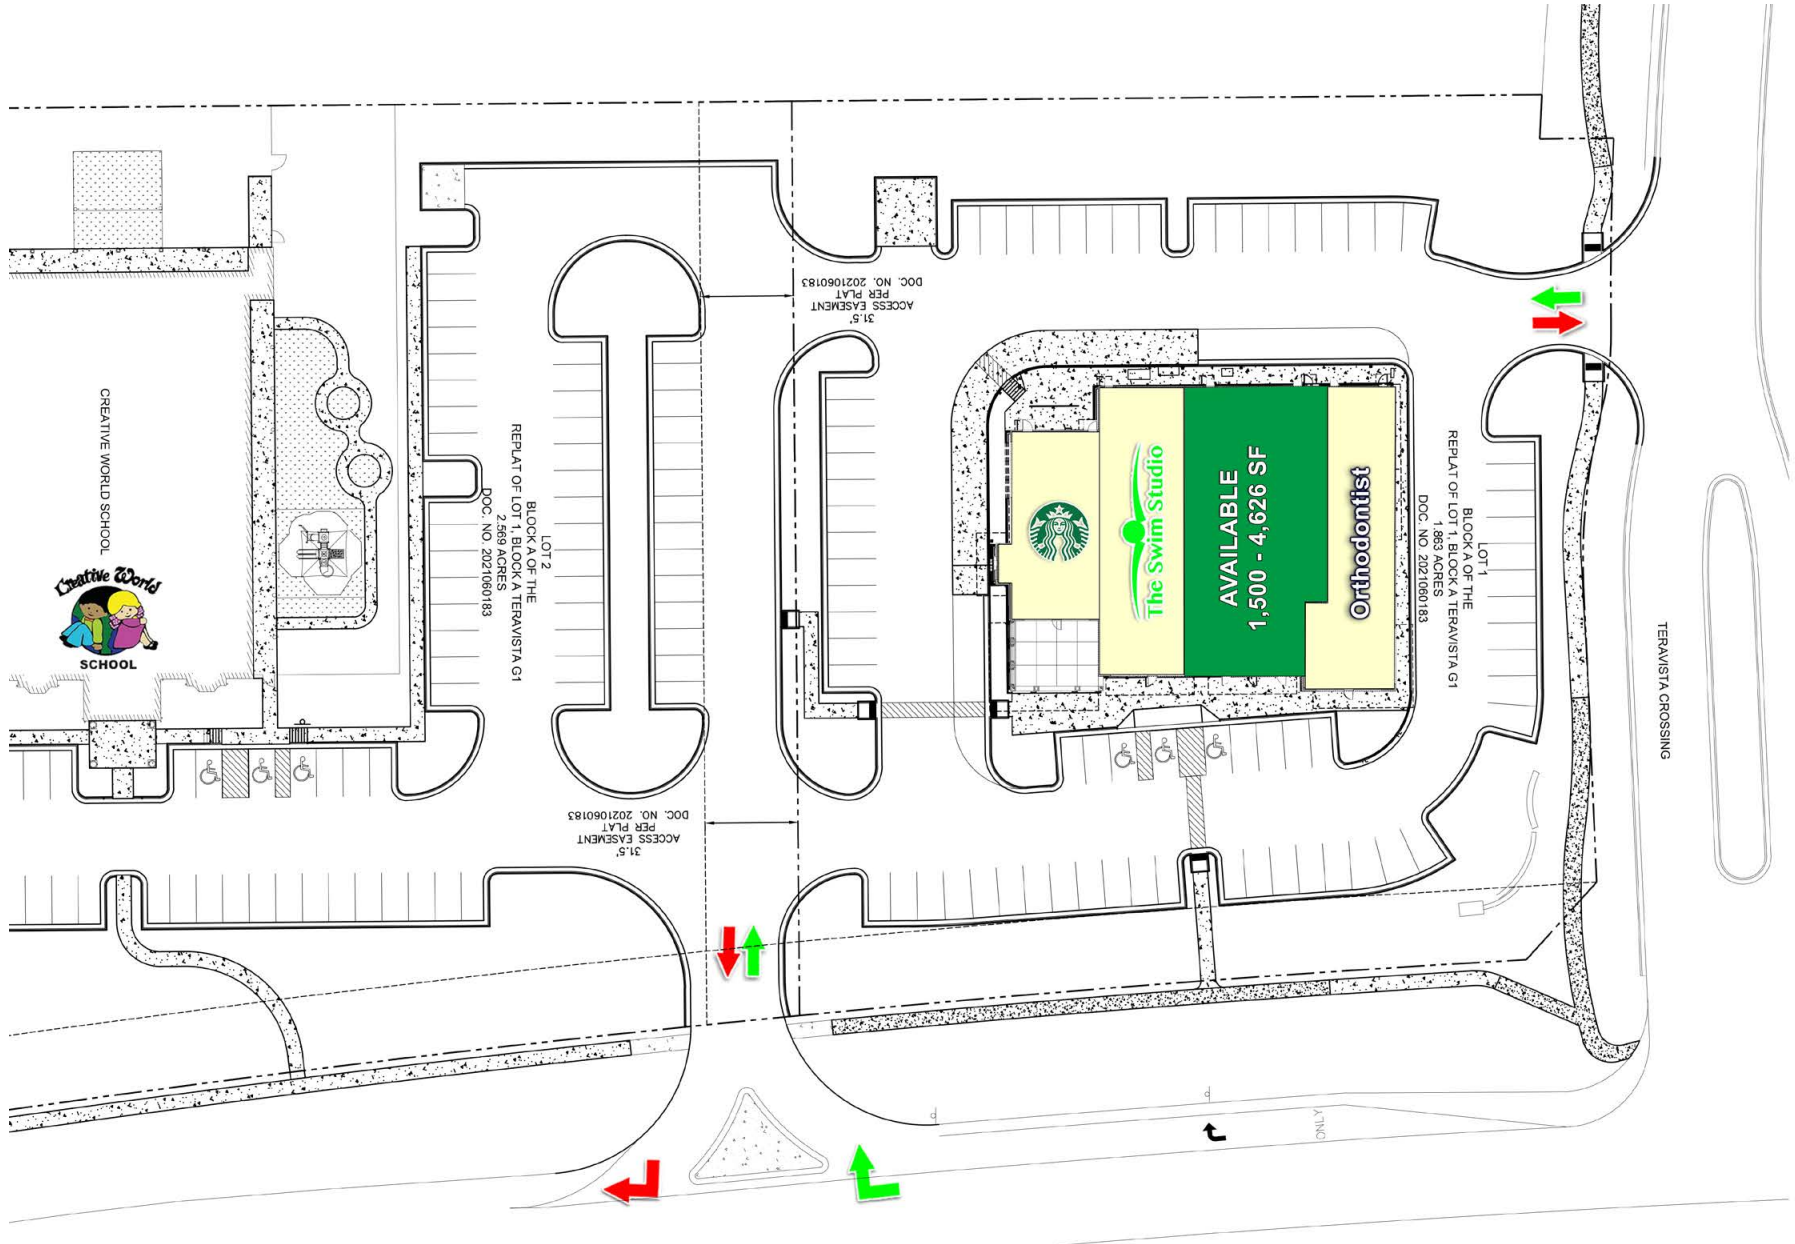 CREATIVE WORLD SCHOOL
Creative World
SCHOOL
LOT 2
BLOCK A OF THE
REPLAT OF LOT 1, BLOCK A TERAVISTA G1
2.569 ACRES
DOC. NO. 2021060183
31.5'
ACCESS EASEMENT
PER PLAT
DOC. NO. 2021060183
31.5'
ACCESS EASEMENT
PER PLAT
DOC. NO. 2021060183
The Swim Studio
AVAILABLE
1,500 - 4,626 SF
Orthodontist
LOT 1
BLOCK A OF THE
REPLAT OF LOT 1, BLOCK A TERAVISTA G1
1.863 ACRES
DOC. NO. 2021060183
TERAVISTA CROSSING
ONLY